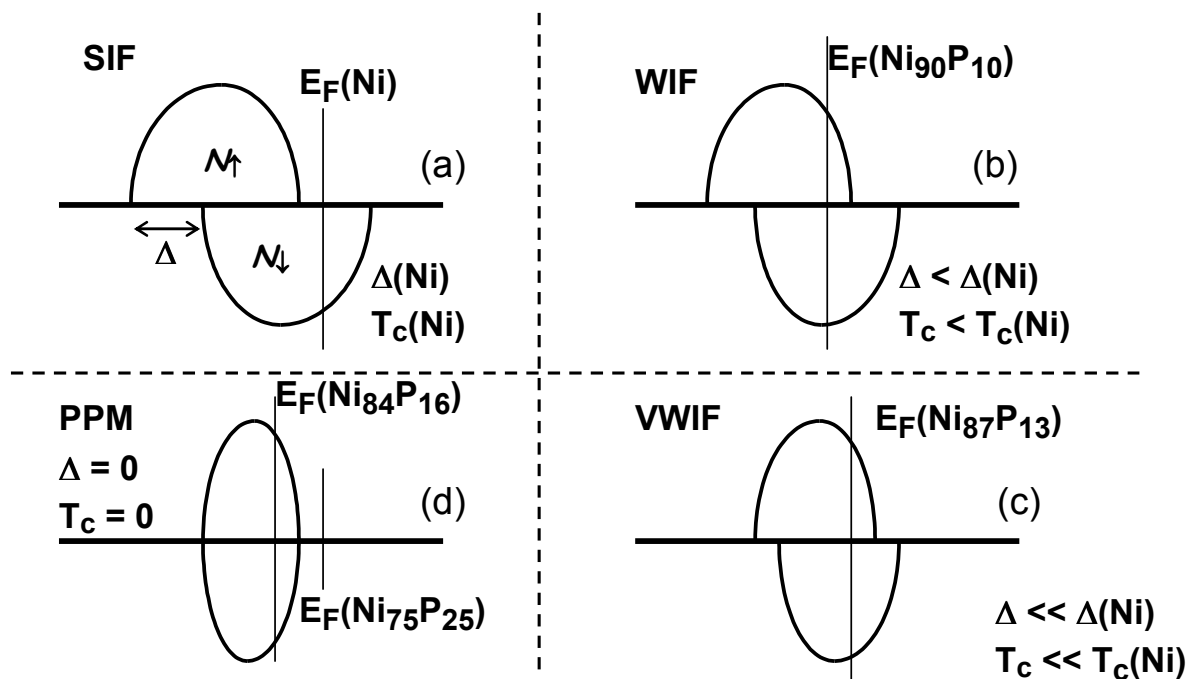 SIF
E_F(Ni)
N↑
(a)
Δ
N↓
Δ(Ni)
T_c(Ni)
WIF
E_F(Ni₉₀P₁₀)
(b)
Δ < Δ(Ni)
T_c < T_c(Ni)
PPM
Δ = 0
T_c = 0
E_F(Ni₈₄P₁₆)
(d)
E_F(Ni₇₅P₂₅)
VWIF
E_F(Ni₈₇P₁₃)
(c)
Δ << Δ(Ni)
T_c << T_c(Ni)